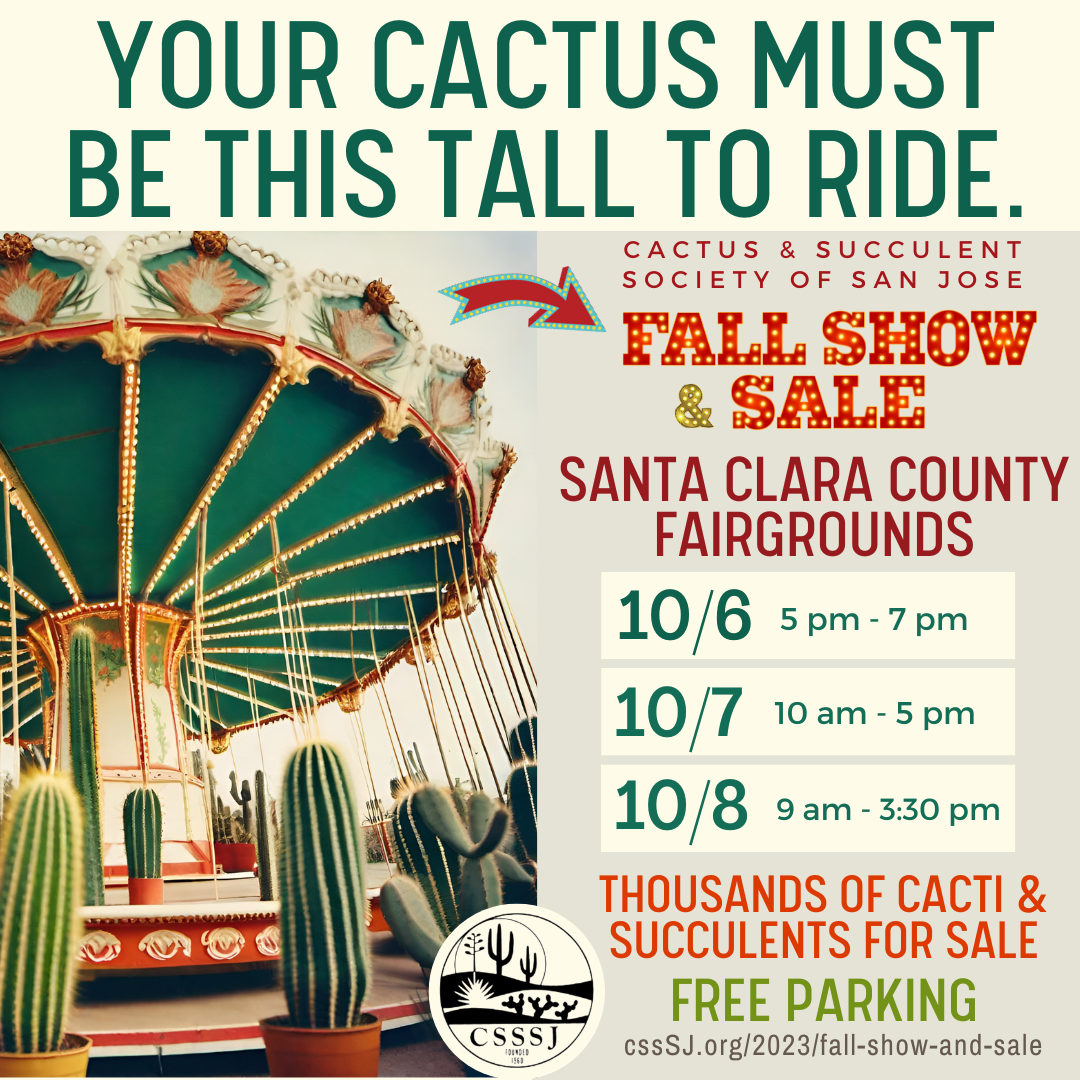 YOUR CACTUS MUST
BE THIS TALL TO RIDE.
CACTUS & SUCCULENT
SOCIETY OF SAN JOSE
FALL SHOW
& SALE
SANTA CLARA COUNTY
FAIRGROUNDS
10/6 5 pm - 7 pm
10/7 10 am - 5 pm
10/8 9 am - 3:30 pm
THOUSANDS OF CACTI &
SUCCULENTS FOR SALE
FREE PARKING
cssSJ.org/2023/fall-show-and-sale
CSSSJ
FOUNDED
1960